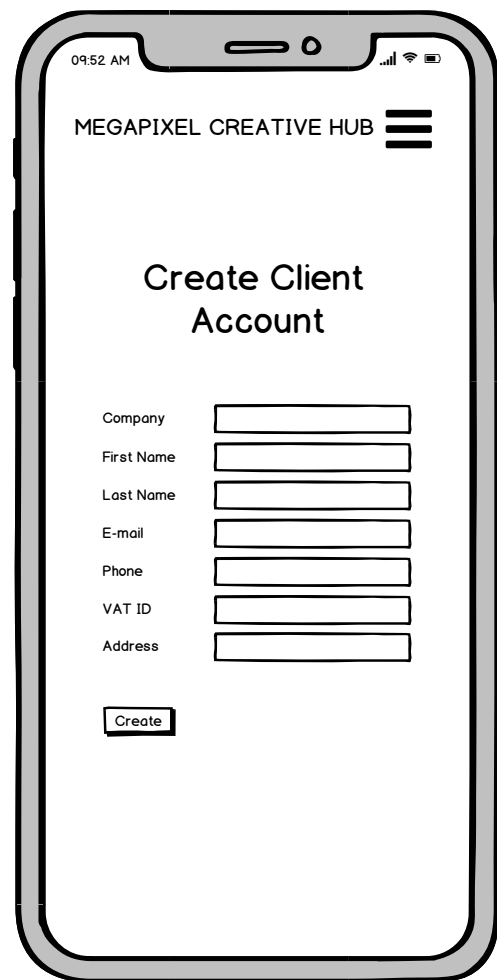 09:52 AM
MEGAPIXEL CREATIVE HUB
Create Client
Account
Company
First Name
Last Name
E-mail
Phone
VAT ID
Address
Create